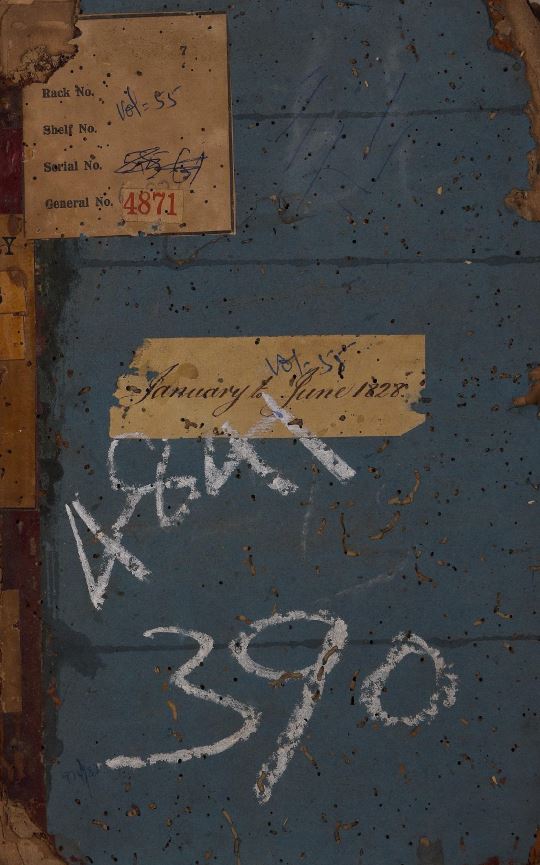 7
Rack No.
vol- 55
Shelf No.
Serial No.
General No. 4871
Y
vol- 55
January to June 1828.
4871
390